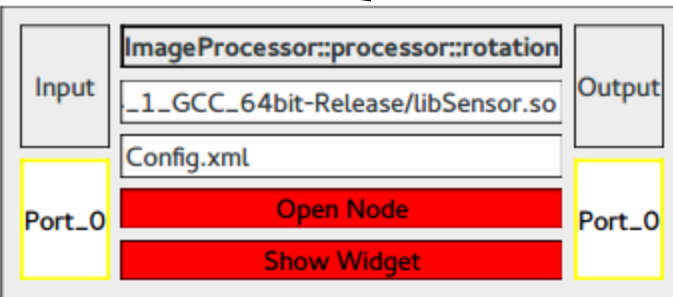 ImageProcessor::processor::rotation
Input
Output
._1_GCC_64bit-Release/libSensor.so
Config.xml
Port_0
Open Node
Port_0
Show Widget